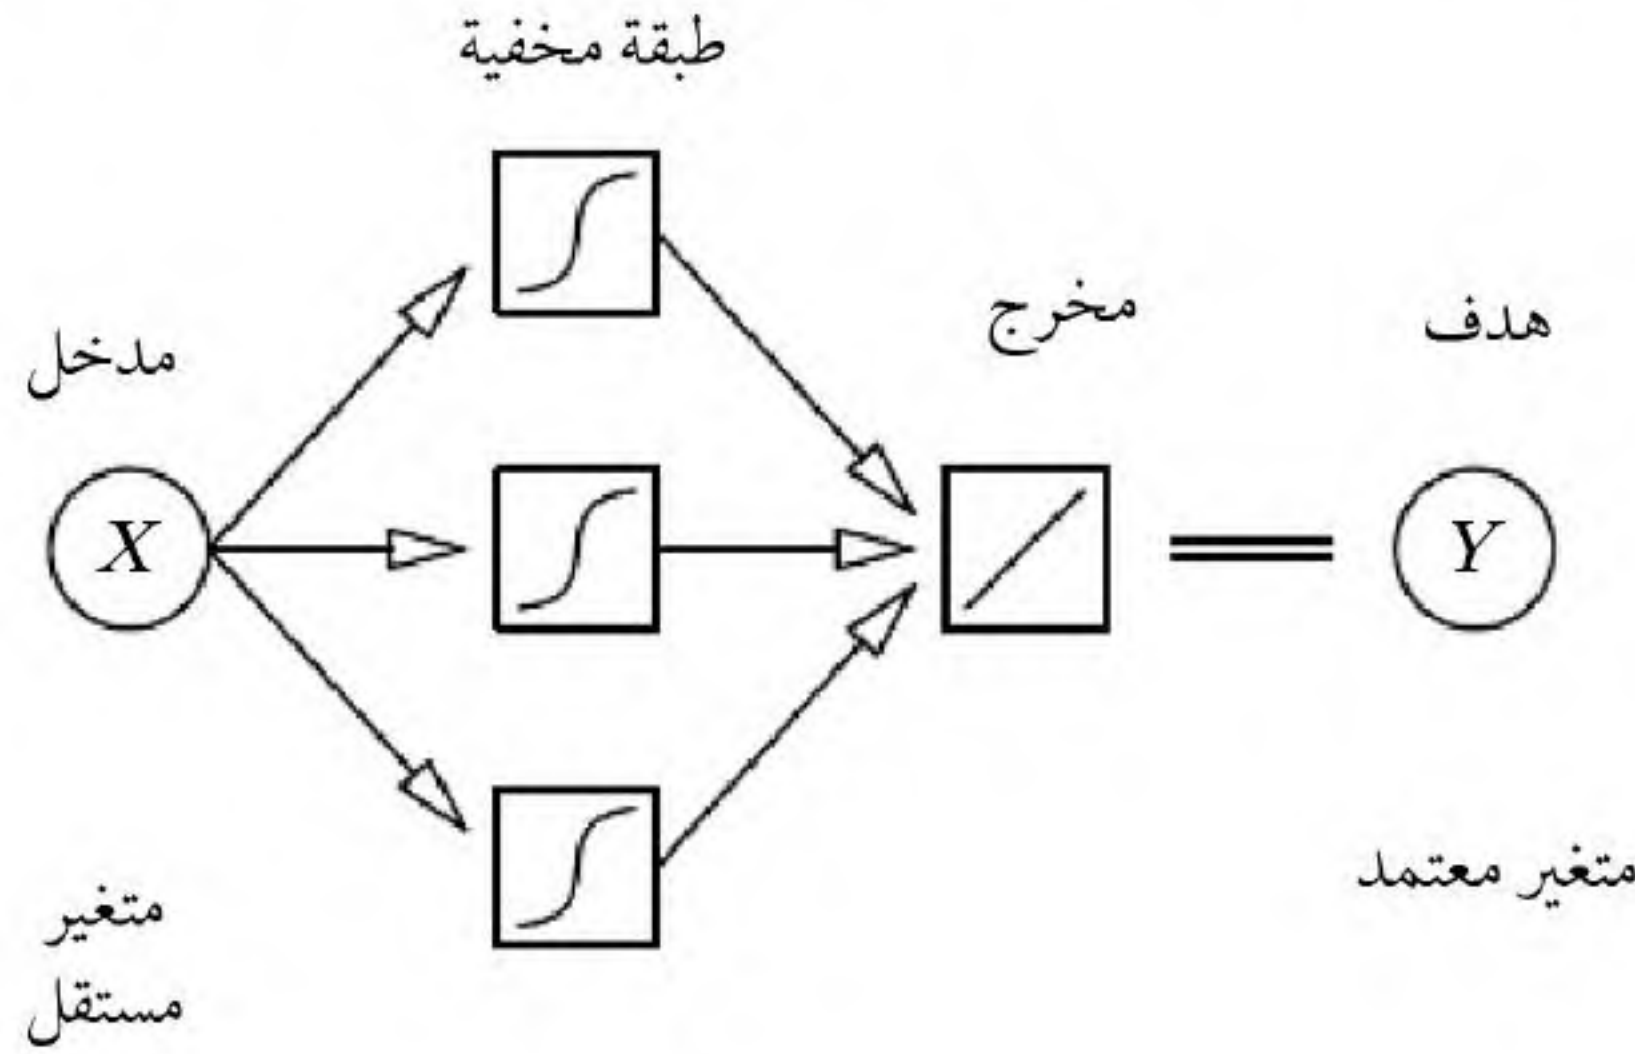 طبقة مخفية
مدخل
مخرج
هدف
X
Y
متغير
مستقل
متغير معتمد